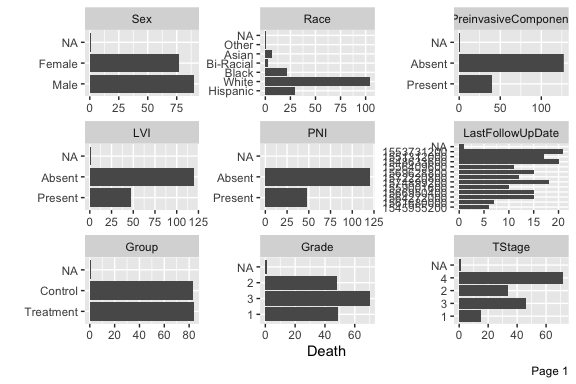 Sex
NA
Female
Male
0 25 50 75
Race
NA
Other
Asian
Bi-Racial
Black
White
Hispanic
0 25 50 75 100
PreinvasiveComponen
NA
Absent
Present
0 50 100
LVI
NA
Absent
Present
0 25 50 75 100 125
PNI
NA
Absent
Present
0 25 50 75 100 125
LastFollowUpDate
NA
1553731200
1543955200
0 5 10 15 20
Group
NA
Control
Treatment
0 20 40 60 80
Grade
NA
2
3
1
0 20 40 60
TStage
NA
4
2
3
1
0 20 40 60
Death
Page 1